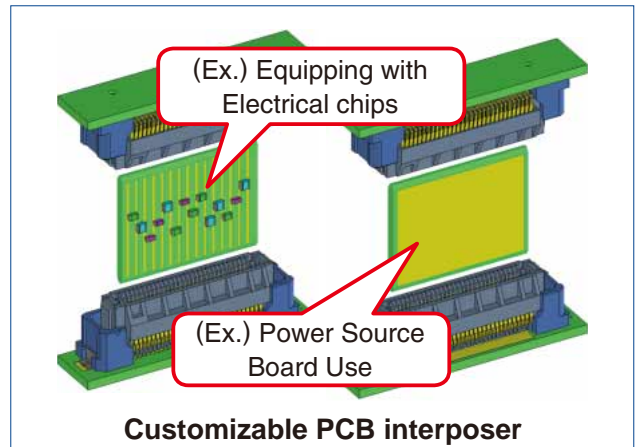 (Ex.) Equipping with
Electrical chips
(Ex.) Power Source
Board Use
Customizable PCB interposer